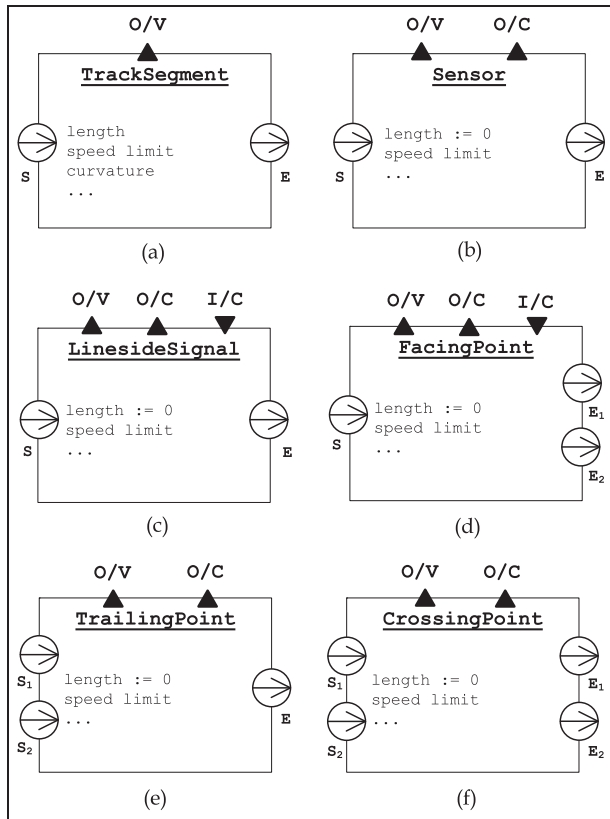 O/V
TrackSegment
length
speed limit
curvature
...
S
E
(a)
O/V O/C
Sensor
length := 0
speed limit
...
S
E
(b)
O/V O/C I/C
LinesideSignal
length := 0
speed limit
...
S
E
(c)
O/V O/C I/C
FacingPoint
length := 0
speed limit
...
S
E1
E2
(d)
O/V O/C
TrailingPoint
S1
length := 0
speed limit
...
S2
E
(e)
O/V O/C
CrossingPoint
S1
length := 0
speed limit
...
S2
E1
E2
(f)